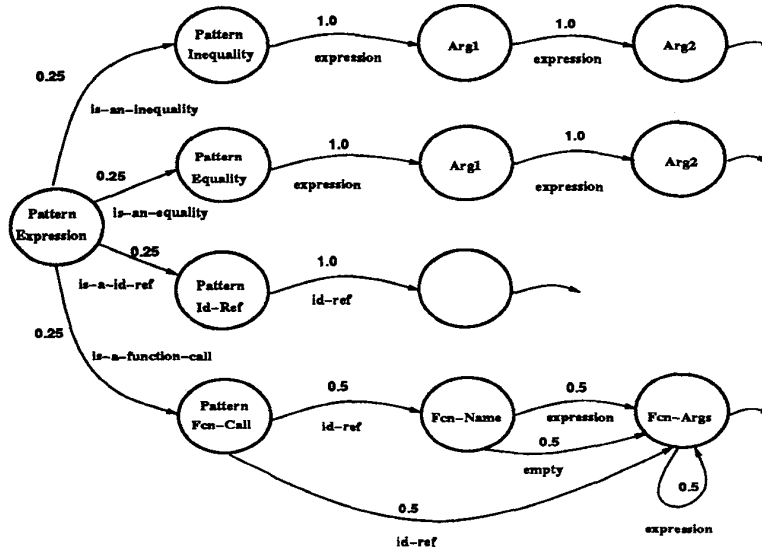 Pattern
Inequality
1.0
expression
Arg1
1.0
expression
Arg2
0.25
is-an-inequality
Pattern
Equality
1.0
expression
Arg1
1.0
expression
Arg2
0.25
is-an-equality
Pattern
Expression
0.25
is-a-id-ref
Pattern
Id-Ref
1.0
id-ref
0.25
is-a-function-call
Pattern
Fcn-Call
0.5
id-ref
Fcn-Name
0.5
expression
0.5
empty
Fcn-Args
0.5
id-ref
0.5
expression